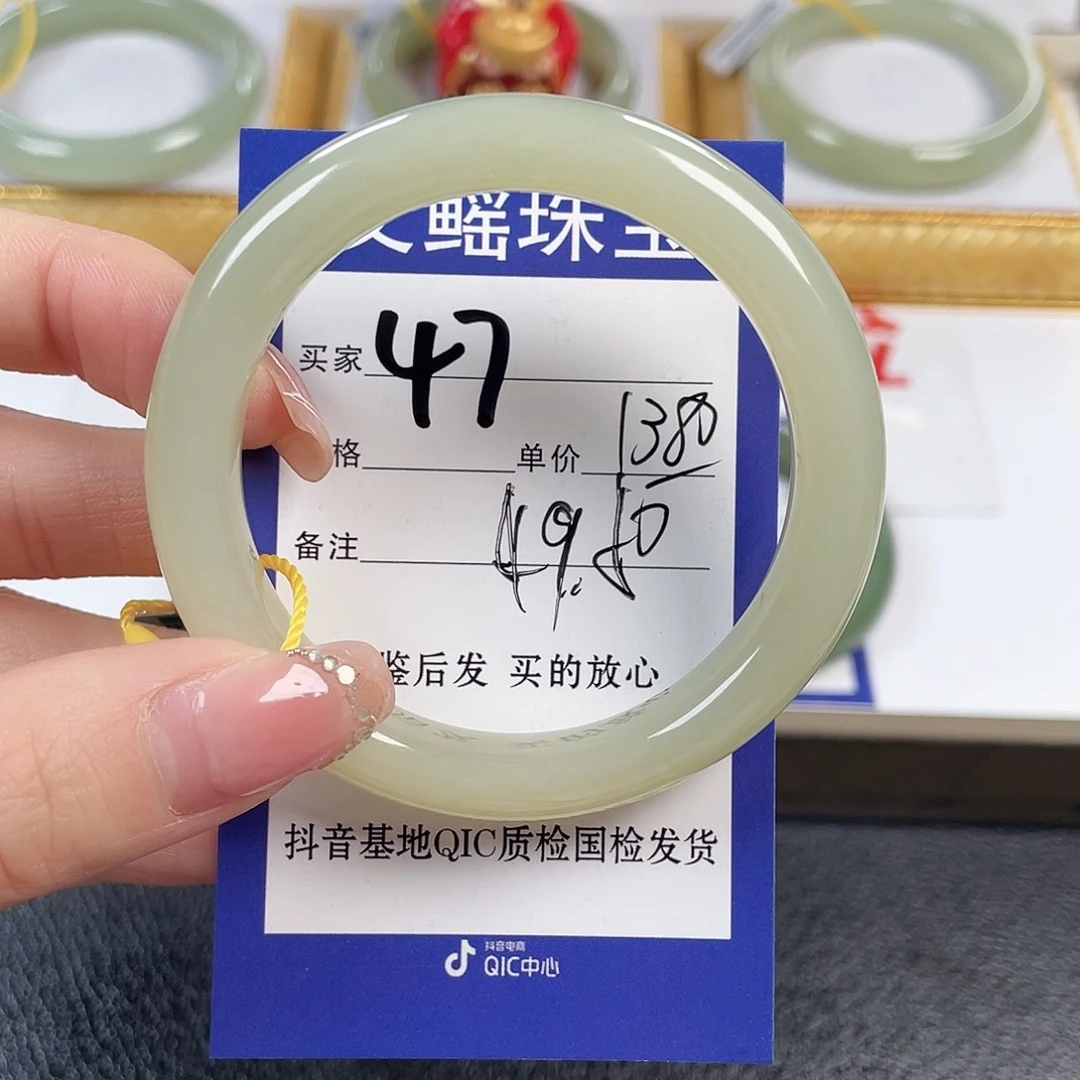 鳐珠宝
买家 47
格 单价 1380
备注
鉴后发 买的放心
抖音基地QIC质检国检发货
抖音电商
QIC中心